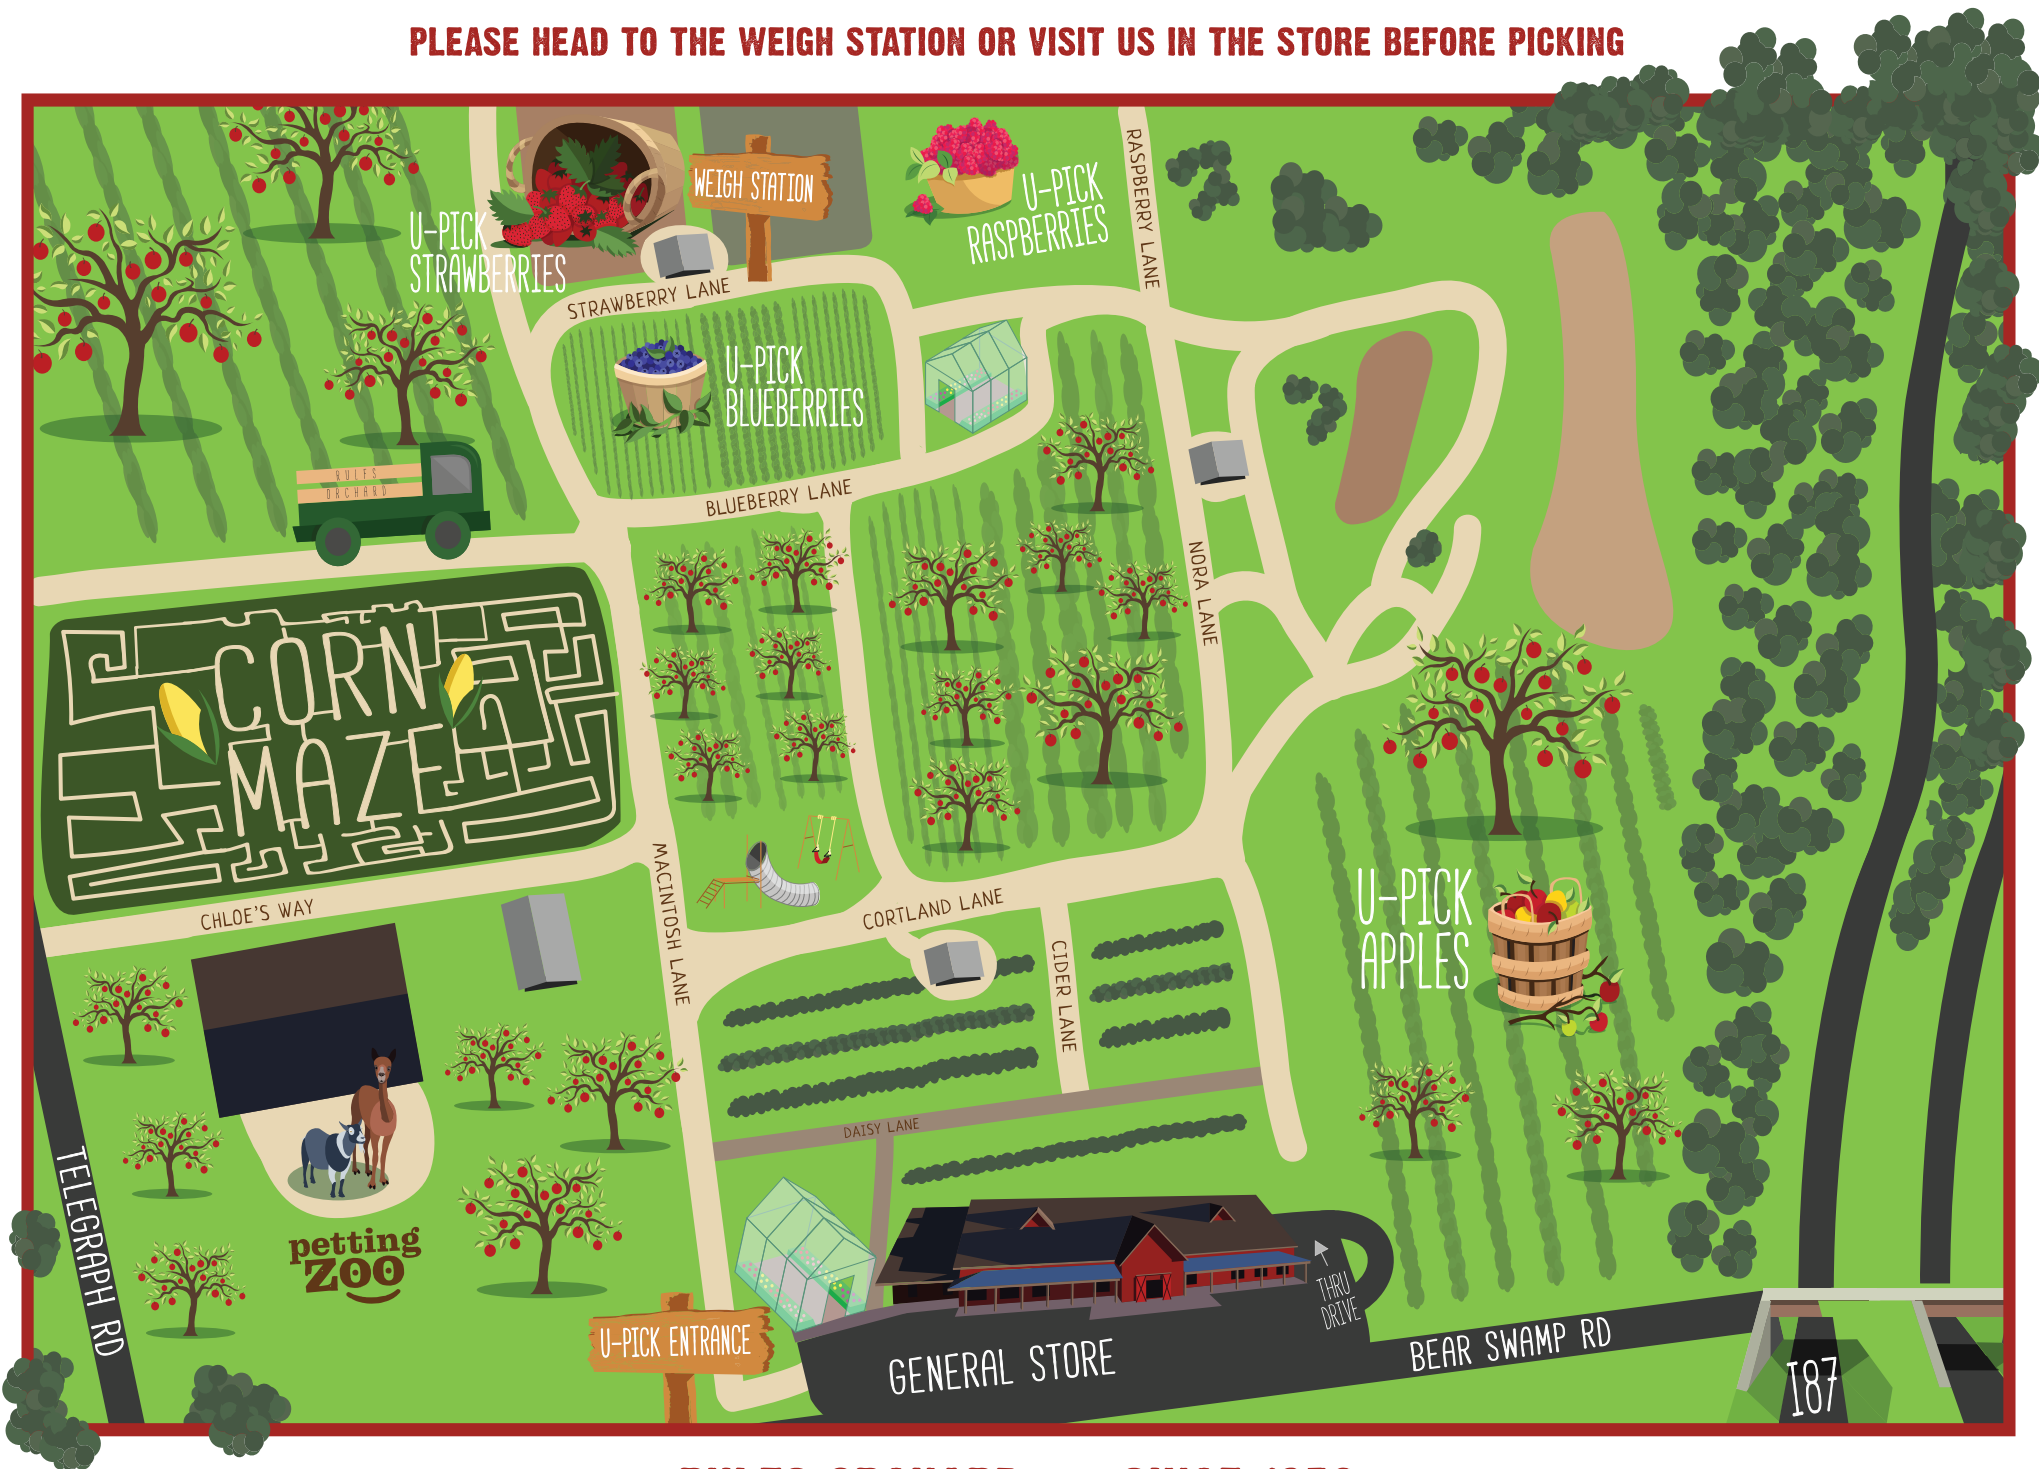 PLEASE HEAD TO THE WEIGH STATION OR VISIT US IN THE STORE BEFORE PICKING
WEIGH STATION
U-PICK
RASPBERRIES
RASPBERRY LANE
U-PICK
STRAWBERRIES
STRAWBERRY LANE
U-PICK
BLUEBERRIES
RULFS
ORCHARD
BLUEBERRY LANE
NORA LANE
CORN
MAZE
MACINTOSH LANE
U-PICK
APPLES
CHLOE'S WAY
CORTLAND LANE
CIDER LANE
DAISY LANE
TELEGRAPH RD
petting
ZOO
THRU
DRIVE
U-PICK ENTRANCE
GENERAL STORE
BEAR SWAMP RD
I87